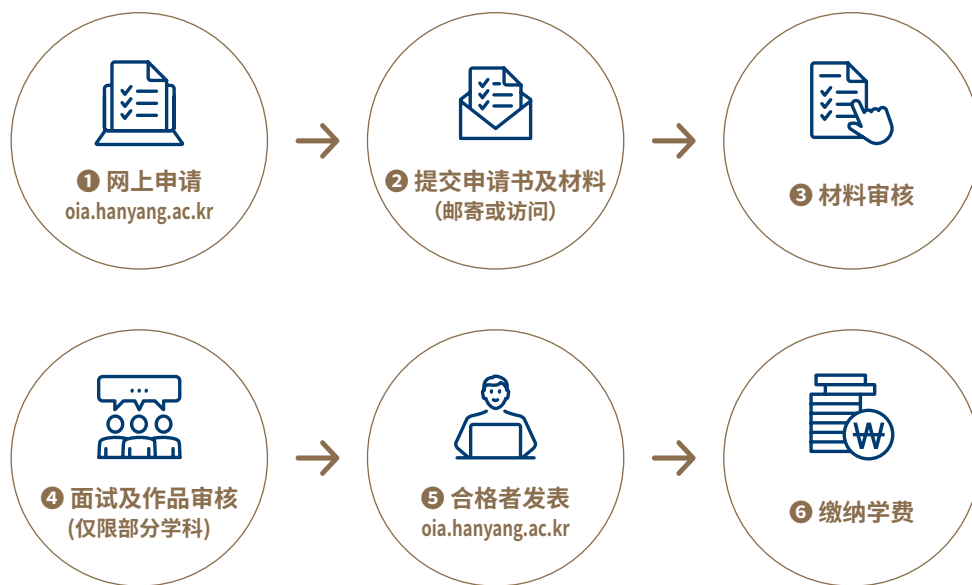 ❶ 网上申请
oia.hanyang.ac.kr
❷ 提交申请书及材料
（邮寄或访问）
❸ 材料审核
❹ 面试及作品审核
(仅限部分学科)
❺ 合格者发表
oia.hanyang.ac.kr
₩
❻ 缴纳学费